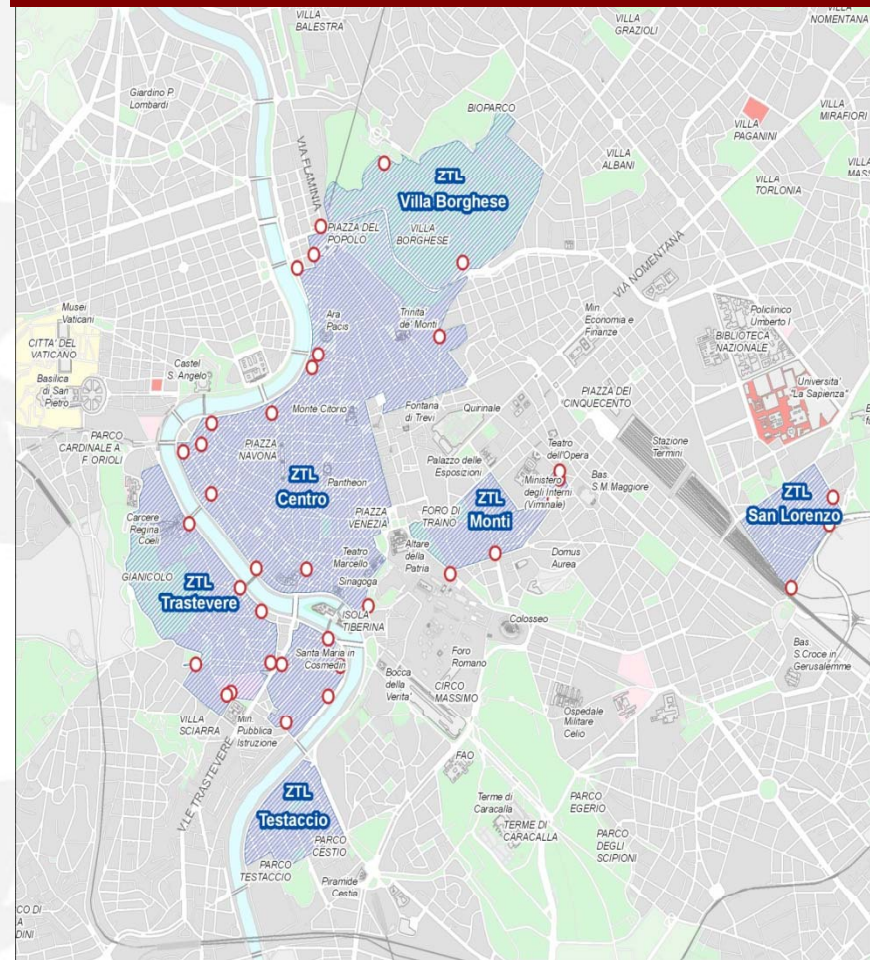 VILLA
BALESTRA
VILLA
GRAZIOLI
VILLA
NOMENTANA
Giardino P.
Lombardi
BIOPARCO
VILLA
PAGANINI
VILLA
MIRAFIORI
VIA FLAMINIA
VILLA
ALBANI
VILLA
TORLONIA
ZTL
Villa Borghese
PIAZZA DEL
POPOLO
VILLA
BORGHESE
VIA NOMENTANA
Musei
Vaticani
Ara
Pacis
Trinita
de' Monti
Min.
Economia e
Finanze
Policlinico
Umberto I
BIBLIOTECA
NAZIONALE
CITTA' DEL
VATICANO
Castel
S. Angelo
Basilica
di San
Pietro
Universita'
"La Sapienza"
PIAZZA DEI
CINQUECENTO
Monte Citorio
Fontana
di Trevi
Quirinale
PARCO
CARDINALE A.
F. ORIOLI
PIAZZA
NAVONA
Teatro
dell'Opera
Stazione
Termini
Palazzo delle
Esposizioni
Bas.
S.M. Maggiore
ZTL
Centro
Pantheon
Ministero
degli Interni
(Viminale)
ZTL
Monti
ZTL
San Lorenzo
Carcere
Regina
Coeli
PIAZZA
VENEZIA
FORO DI
TRAINO
Altare
della
Patria
Teatro
Marcello
Domus
Aurea
GIANICOLO
ZTL
Trastevere
Sinagoga
ISOLA
TIBERINA
Colosseo
Santa Maria in
Cosmedin
Foro
Romano
Bas.
S.Croce in
Gerusalemme
Bocca
della
Verita'
CIRCO
MASSIMO
Ospedale
Militare
Celio
VILLA
SCIARRA
Min.
Pubblica
Istruzione
V.LE TRASTEVERE
FAO
ZTL
Testaccio
Terme di
Caracalla
PARCO
EGERIO
TERME DI
CARACALLA
PARCO
DEGLI
SCIPIONI
PARCO
CESTIO
PARCO
TESTACCIO
Piramide
Cestia